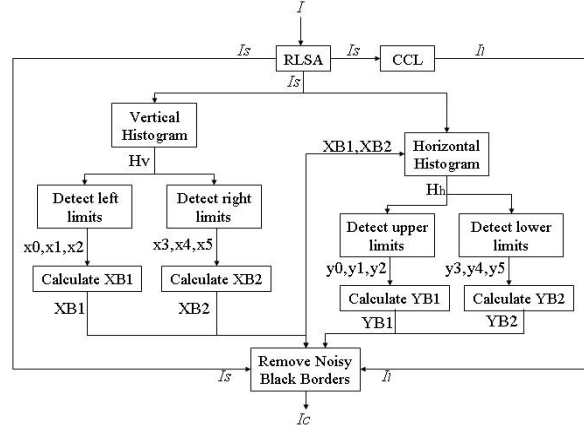 I
Is
RLSA
Is
CCL
Il
Is
Vertical
Histogram
XB1,XB2
Horizontal
Histogram
Hv
Hh
Detect left
limits
Detect right
limits
Detect upper
limits
Detect lower
limits
x0,x1,x2
x3,x4,x5
y0,y1,y2
y3,y4,y5
Calculate XB1
Calculate XB2
Calculate YB1
Calculate YB2
XB1
XB2
YB1
YB2
Remove Noisy
Black Borders
Is
Il
Ic